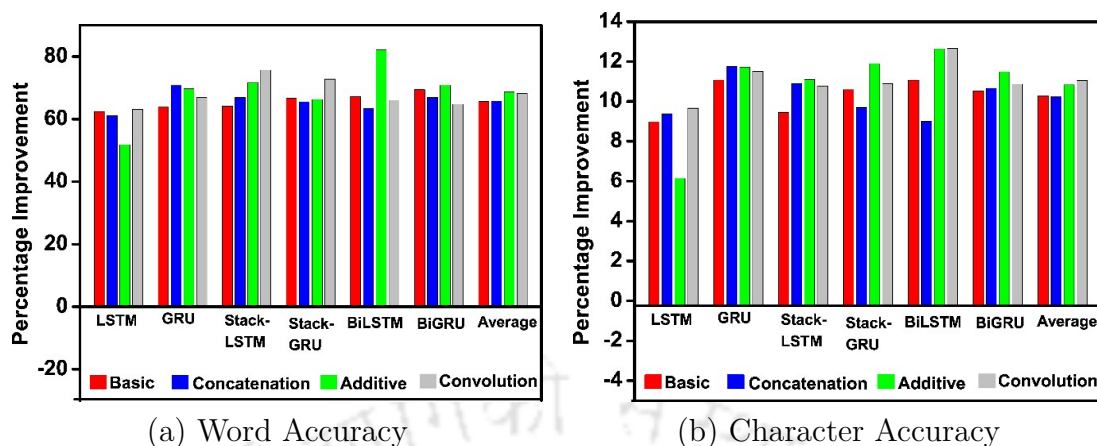 Percentage Improvement
80
60
40
20
0
-20
LSTM GRU Stack-LSTM Stack-GRU BiLSTM BiGRU Average
Basic Concatenation Additive Convolution
(a) Word Accuracy
Percentage Improvement
14
12
10
8
6
4
2
0
-2
-4
LSTM GRU Stack-LSTM Stack-GRU BiLSTM BiGRU Average
Basic Concatenation Additive Convolution
(b) Character Accuracy